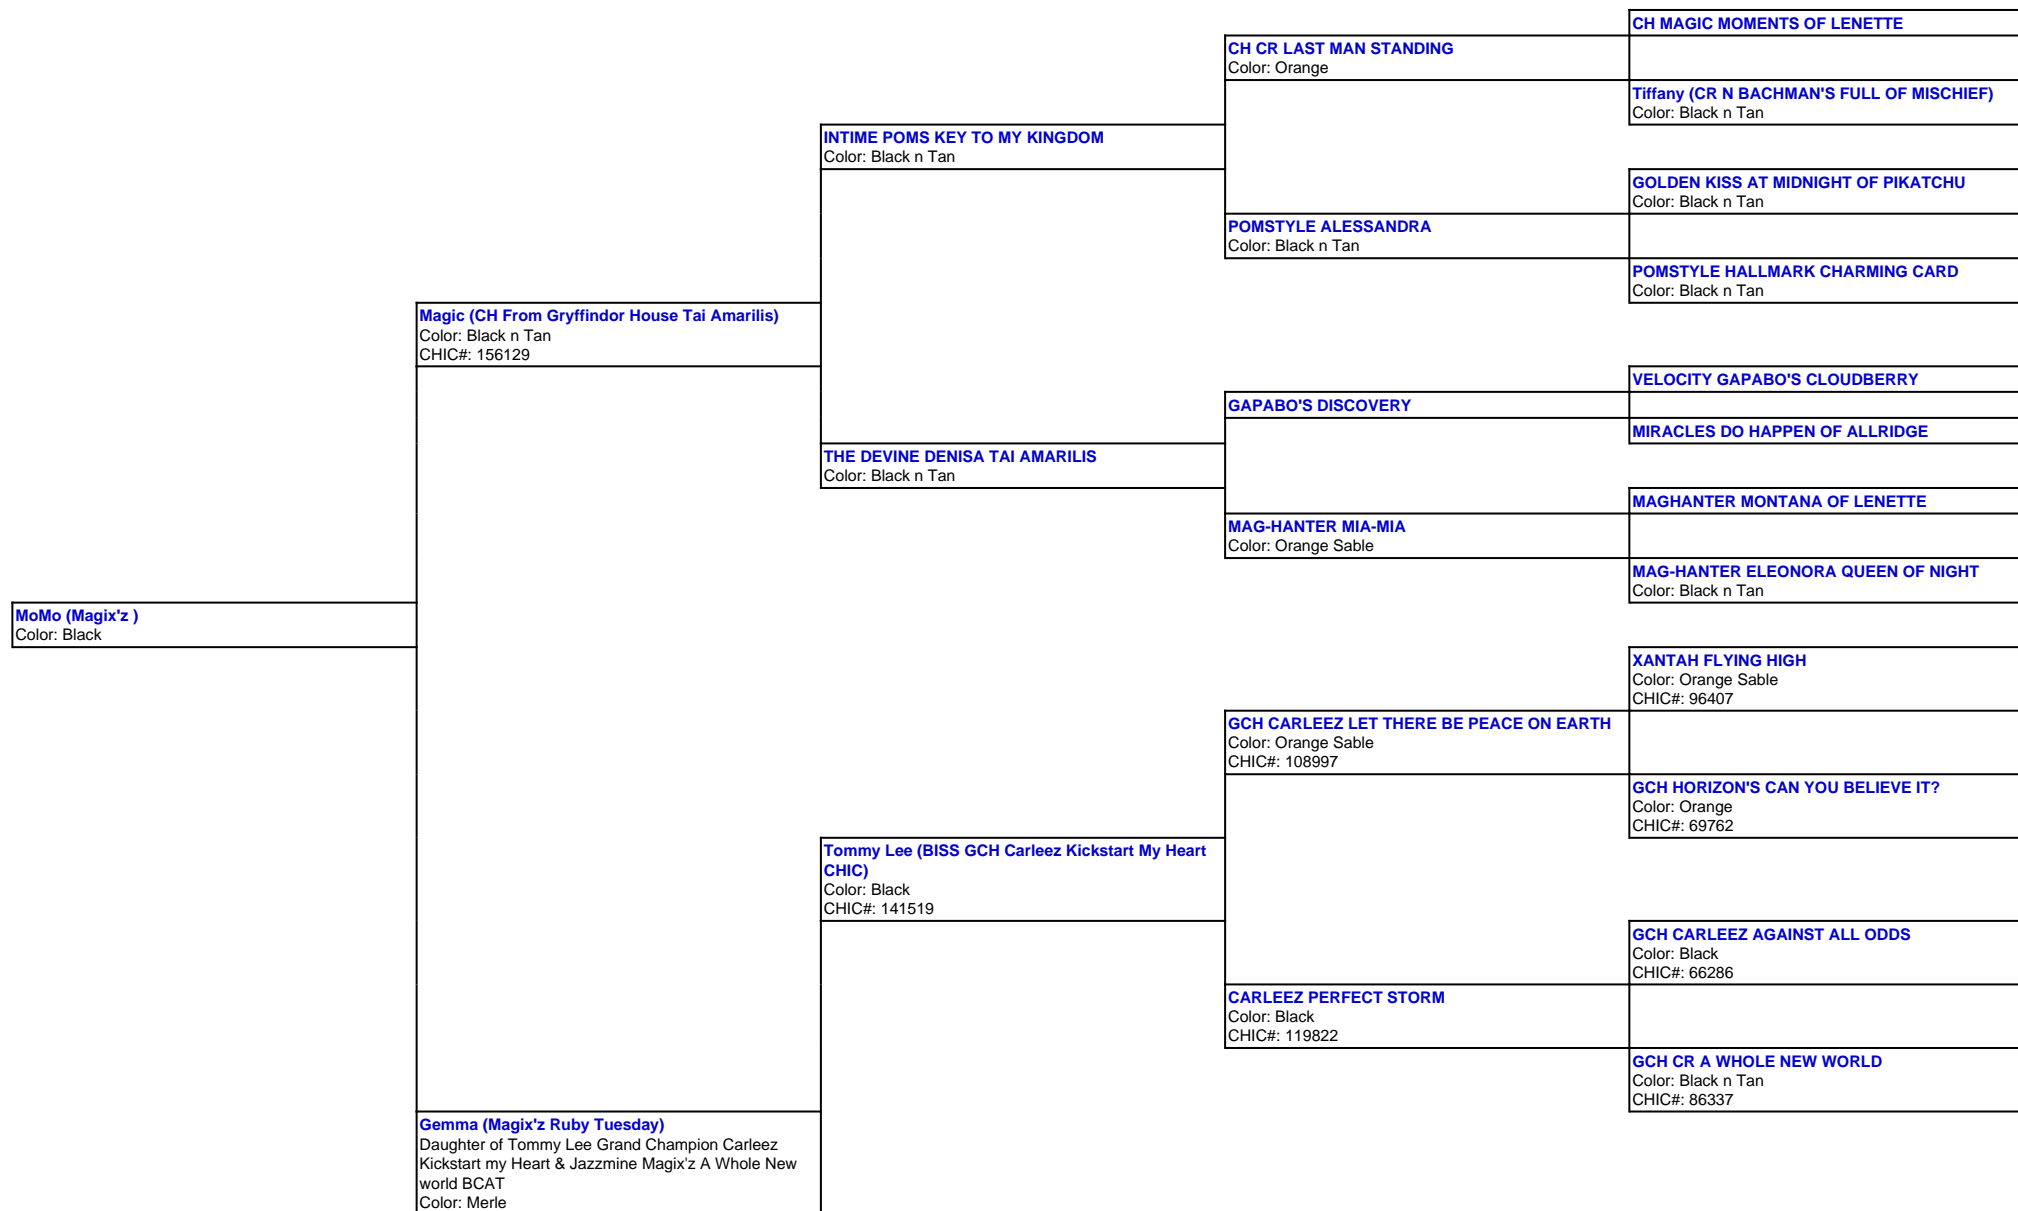 MoMo (Magix'z )
Color: Black
Magic (CH From Gryffindor House Tai Amarilis)
Color: Black n Tan
CHIC#: 156129
Gemma (Magix'z Ruby Tuesday)
Daughter of Tommy Lee Grand Champion Carleez
Kickstart my Heart & Jazzmine Magix'z A Whole New
world BCAT
Color: Merle
INTIME POMS KEY TO MY KINGDOM
Color: Black n Tan
THE DEVINE DENISA TAI AMARILIS
Color: Black n Tan
Tommy Lee (BISS GCH Carleez Kickstart My Heart
CHIC)
Color: Black
CHIC#: 141519
CH CR LAST MAN STANDING
Color: Orange
POMSTYLE ALESSANDRA
Color: Black n Tan
GAPABO'S DISCOVERY
MAG-HANTER MIA-MIA
Color: Orange Sable
GCH CARLEEZ LET THERE BE PEACE ON EARTH
Color: Orange Sable
CHIC#: 108997
CARLEEZ PERFECT STORM
Color: Black
CHIC#: 119822
CH MAGIC MOMENTS OF LENETTE
Tiffany (CR N BACHMAN'S FULL OF MISCHIEF)
Color: Black n Tan
GOLDEN KISS AT MIDNIGHT OF PIKATCHU
Color: Black n Tan
POMSTYLE HALLMARK CHARMING CARD
Color: Black n Tan
VELOCITY GAPABO'S CLOUDBERRY
MIRACLES DO HAPPEN OF ALLRIDGE
MAGHANTER MONTANA OF LENETTE
MAG-HANTER ELEONORA QUEEN OF NIGHT
Color: Black n Tan
XANTAH FLYING HIGH
Color: Orange Sable
CHIC#: 96407
GCH HORIZON'S CAN YOU BELIEVE IT?
Color: Orange
CHIC#: 69762
GCH CARLEEZ AGAINST ALL ODDS
Color: Black
CHIC#: 66286
GCH CR A WHOLE NEW WORLD
Color: Black n Tan
CHIC#: 86337